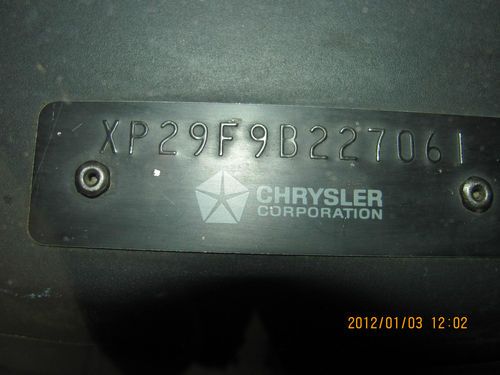 XP29F9B227061
CHRYSLER
CORPORATION
2012/01/03 12:02